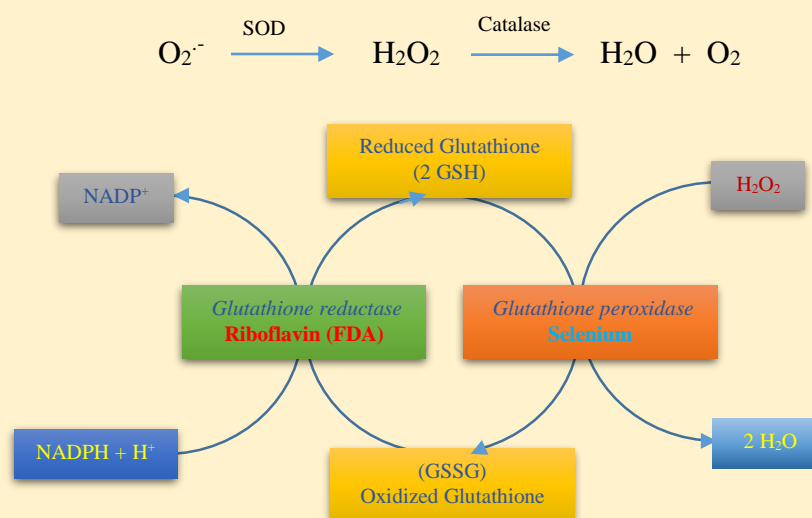 SOD
Catalase
O₂·⁻ H₂O₂ H₂O + O₂
Reduced Glutathione
(2 GSH)
NADP⁺
H₂O₂
Glutathione reductase
Riboflavin (FDA)
Glutathione peroxidase
Selenium
NADPH + H⁺
2 H₂O
(GSSG)
Oxidized Glutathione